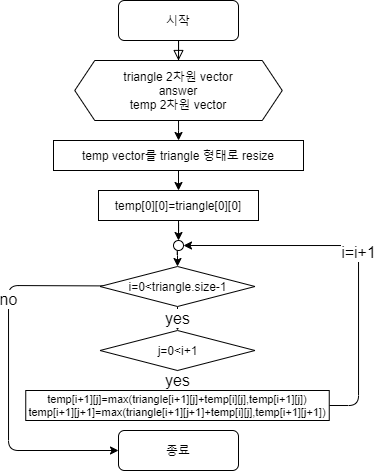 시작
triangle 2차원 vector
answer
temp 2차원 vector
temp vector를 triangle 형태로 resize
temp[0][0]=triangle[0][0]
i=i+1
i=0<triangle.size-1
no
yes
j=0<i+1
yes
temp[i+1][j]=max(triangle[i+1][j]+temp[i][j],temp[i+1][j])
temp[i+1][j+1]=max(triangle[i+1][j+1]+temp[i][j],temp[i+1][j+1])
종료